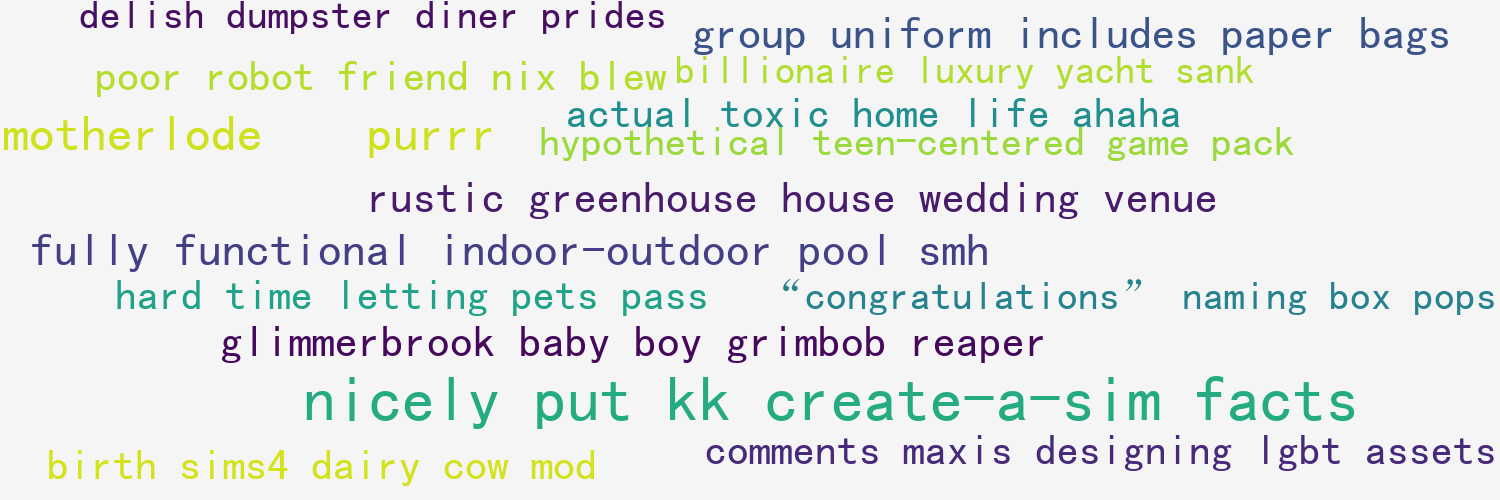 delish dumpster diner prides
group uniform includes paper bags
poor robot friend nix blew
billionaire luxury yacht sank
actual toxic home life ahaha
motherlode
purrr
hypothetical teen-centered game pack
rustic greenhouse house wedding venue
fully functional indoor-outdoor pool smh
hard time letting pets pass
“congratulations” naming box pops
glimmerbrook baby boy grimbob reaper
nicely put kk create-a-sim facts
comments maxis designing lgbt assets
birth sims4 dairy cow mod